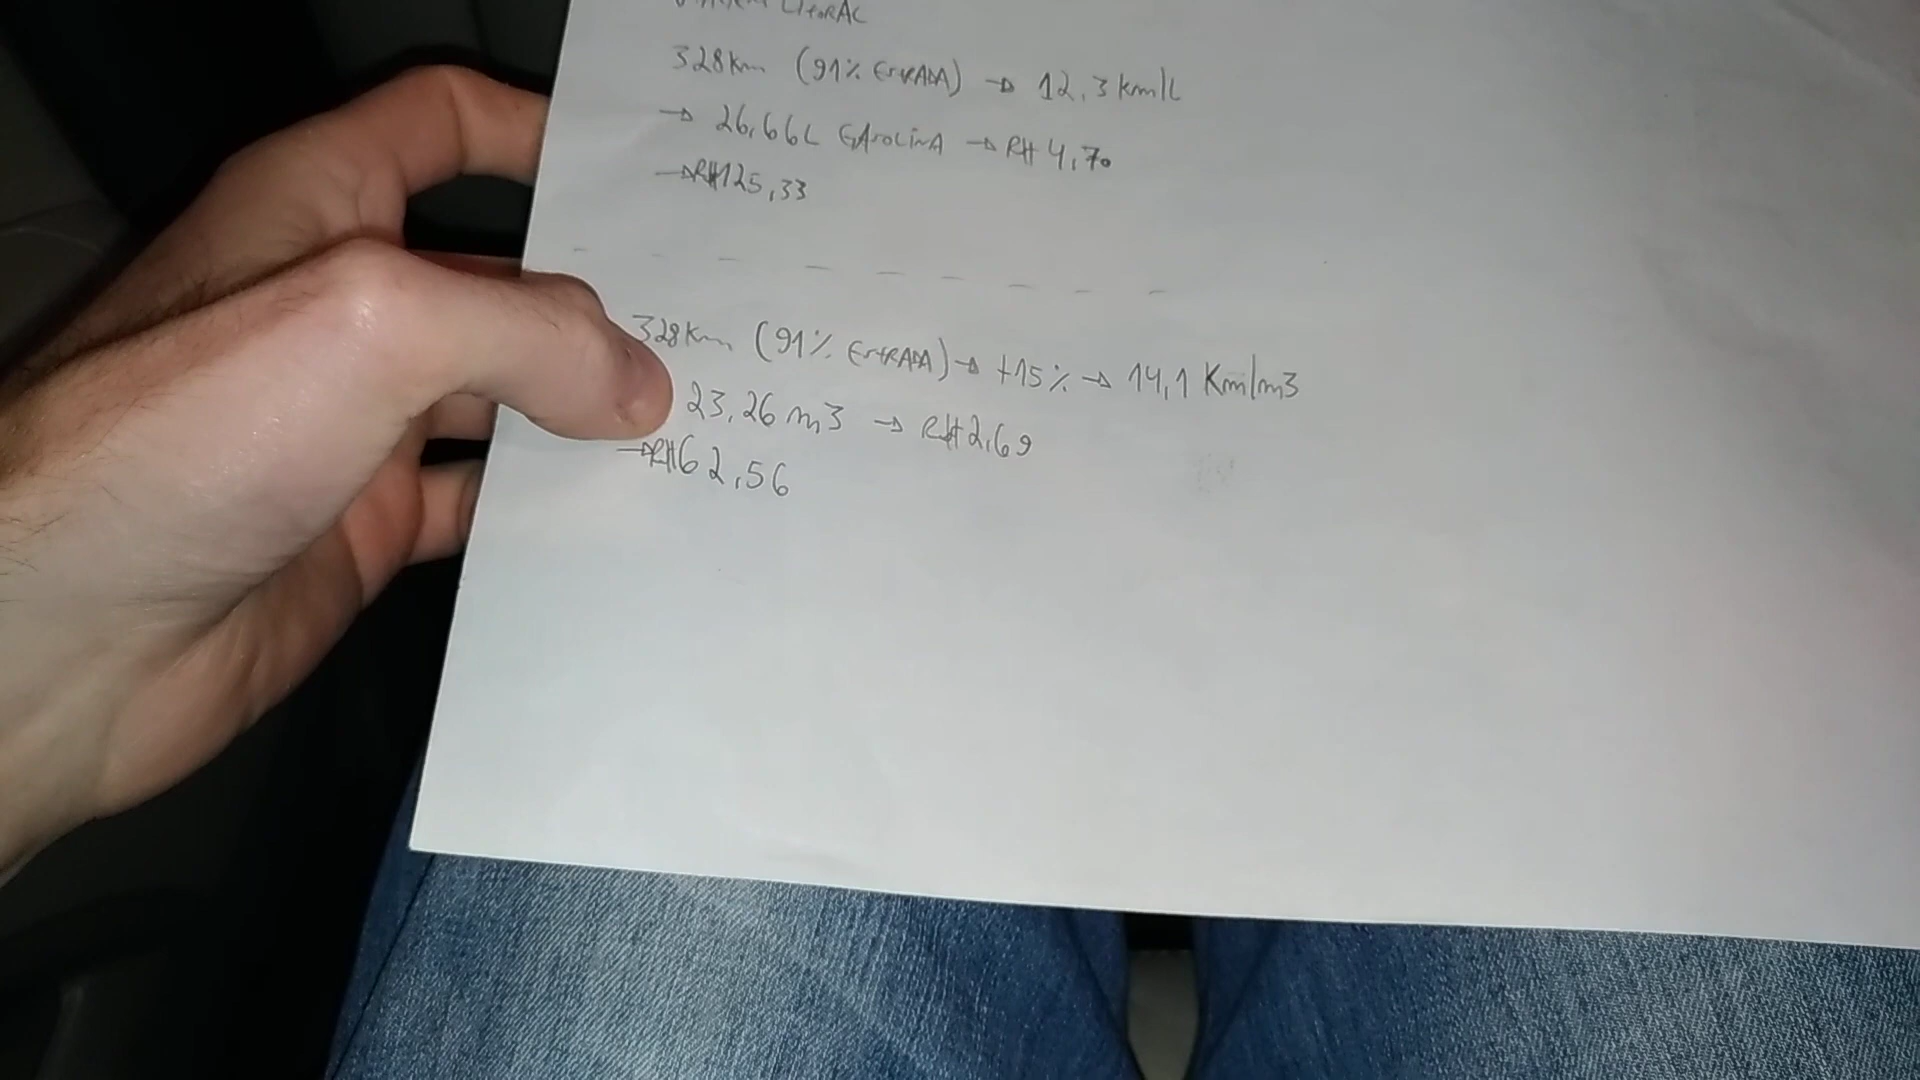 LITORAL
328Km (91% ESTRADA) → 12,3 km/L
→ 26,66L GASOLINA → R$ 4,70
→R$125,33
328Km (91% ESTRADA) → +15% → 14,1 Km/m3
23,26 m3 → R$2,69
→R$62,56